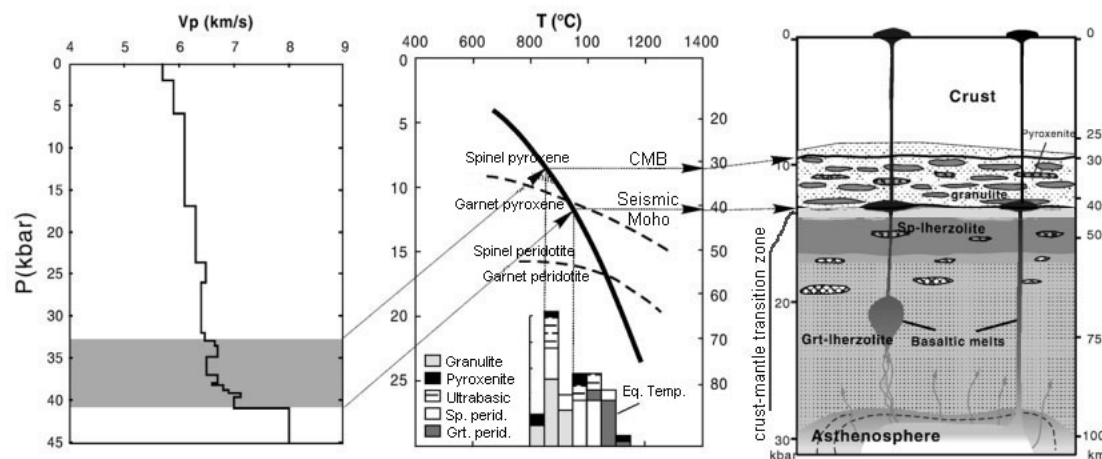 Vp (km/s)
4 5 6 7 8 9
0
5
10
15
20
25
30
35
40
45
P(kbar)
T (°C)
400 600 800 1000 1200 1400
0
5
10
15
20
25
20
30
40
50
60
70
80
Spinel pyroxene
Garnet pyroxene
Spinel peridotite
Garnet peridotite
CMB
Seismic
Moho
Granulite
Pyroxenite
Ultrabasic
Sp. perid.
Grt. perid.
Eq. Temp.
crust-mantle transition zone
0
10
20
30
kbar
0
25
30
40
50
75
100
km
Crust
Pyroxenite
granulite
Sp-lherzolite
Grt-lherzolite
Basaltic melts
Asthenosphere